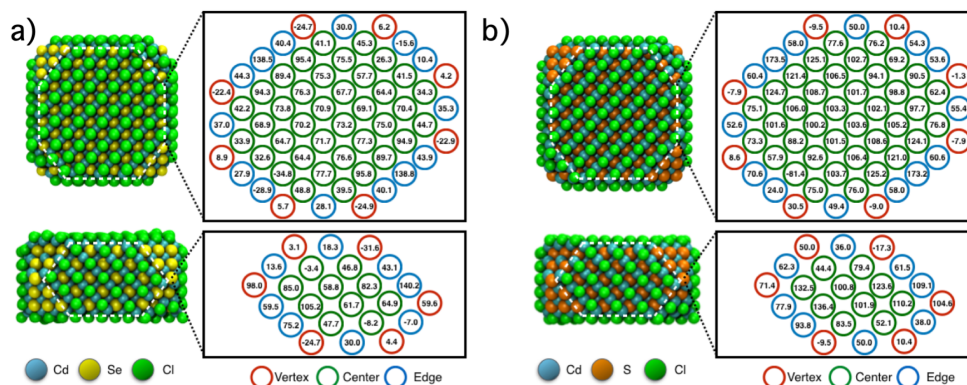 a)
-24.7 30.0 6.2
40.4 41.1 45.3 -15.6
138.5 95.4 75.5 26.3 10.4
44.3 89.4 75.3 57.7 41.5 4.2
-22.4 94.3 76.3 67.7 64.4 34.3
42.2 73.8 70.9 69.1 70.4 35.3
37.0 68.9 70.2 73.2 75.0 44.7
33.9 64.7 71.7 77.3 94.9 -22.9
8.9 32.6 64.4 76.6 89.7 43.9
27.9 -34.8 77.7 95.8 138.8
-28.9 48.8 39.5 40.1
5.7 28.1 -24.9
3.1 18.3 -31.6
13.6 -3.4 46.8 43.1
98.0 85.0 58.8 82.3 140.2
59.5 105.2 61.7 64.9 59.6
75.2 47.7 -8.2 -7.0
-24.7 30.0 4.4
Cd Se Cl
Vertex Center Edge
b)
-9.5 50.0 10.4
58.0 77.6 76.2 54.3
173.5 125.1 102.7 69.2 53.6
60.4 121.4 106.5 94.1 90.5 -1.3
-7.9 124.7 108.7 101.7 98.8 62.4
75.1 106.0 103.3 102.1 97.7 55.4
52.6 101.6 100.2 103.6 105.2 76.8
73.3 88.2 101.5 108.6 124.1 -7.9
8.6 57.9 92.6 106.4 121.0 60.6
70.6 -81.4 103.7 125.2 173.2
24.0 75.0 76.0 58.0
30.5 49.4 -9.0
50.0 36.0 -17.3
62.3 44.4 79.4 61.5
71.4 132.5 100.8 123.6 109.1
77.9 136.4 101.9 110.2 104.6
93.8 83.5 52.1 38.0
-9.5 50.0 10.4
Cd S Cl
Vertex Center Edge